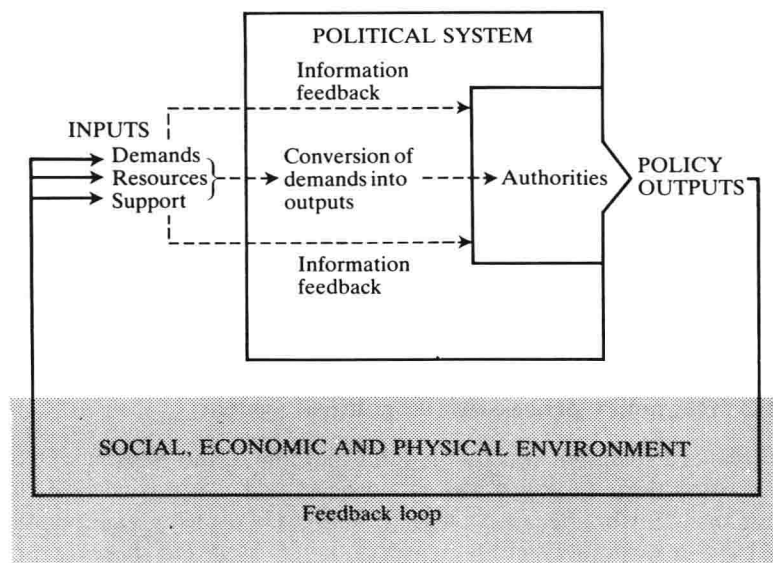 POLITICAL SYSTEM
Information
feedback
INPUTS
Demands
Resources
Support
Conversion of
demands into
outputs
Authorities
POLICY
OUTPUTS
Information
feedback
SOCIAL, ECONOMIC AND PHYSICAL ENVIRONMENT
Feedback loop